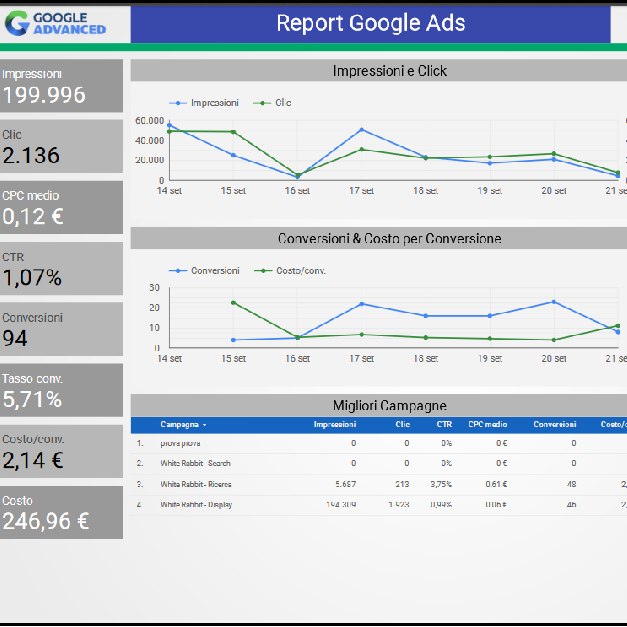 GOOGLE
ADVANCED
Report Google Ads
Impressioni
199.996
Clic
2.136
CPC medio
0,12 €
CTR
1,07%
Conversioni
94
Tasso conv.
5,71%
Costo/conv.
2,14 €
Costo
246,96 €
Impressioni e Click
Impressioni Clic
60.000
40.000
20.000
0
14 set 15 set 16 set 17 set 18 set 19 set 20 set 21 se
Conversioni & Costo per Conversione
Conversioni Costo/conv.
30
20
10
0
14 set 15 set 16 set 17 set 18 set 19 set 20 set 21 se
Migliori Campagne
Campagna Impressioni Clic CTR CPC medio Conversioni Costo/c
1. prova prova 0 0 0% 0 € 0
2. White Rabbit - Search 0 0 0% 0 € 0
3. White Rabbit - Ricerca 5.687 213 3,75% 0,61 € 48 2,
4. White Rabbit - Display 194.309 1.923 0,99% 0,06 € 46 2,